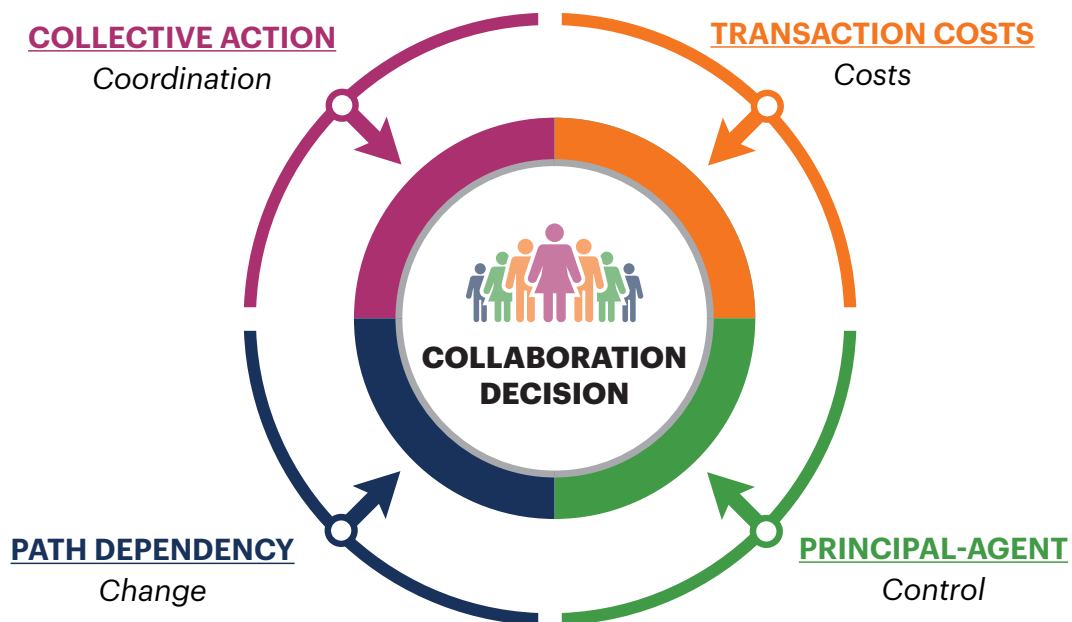 COLLECTIVE ACTION
Coordination
TRANSACTION COSTS
Costs
COLLABORATION
DECISION
PATH DEPENDENCY
Change
PRINCIPAL-AGENT
Control